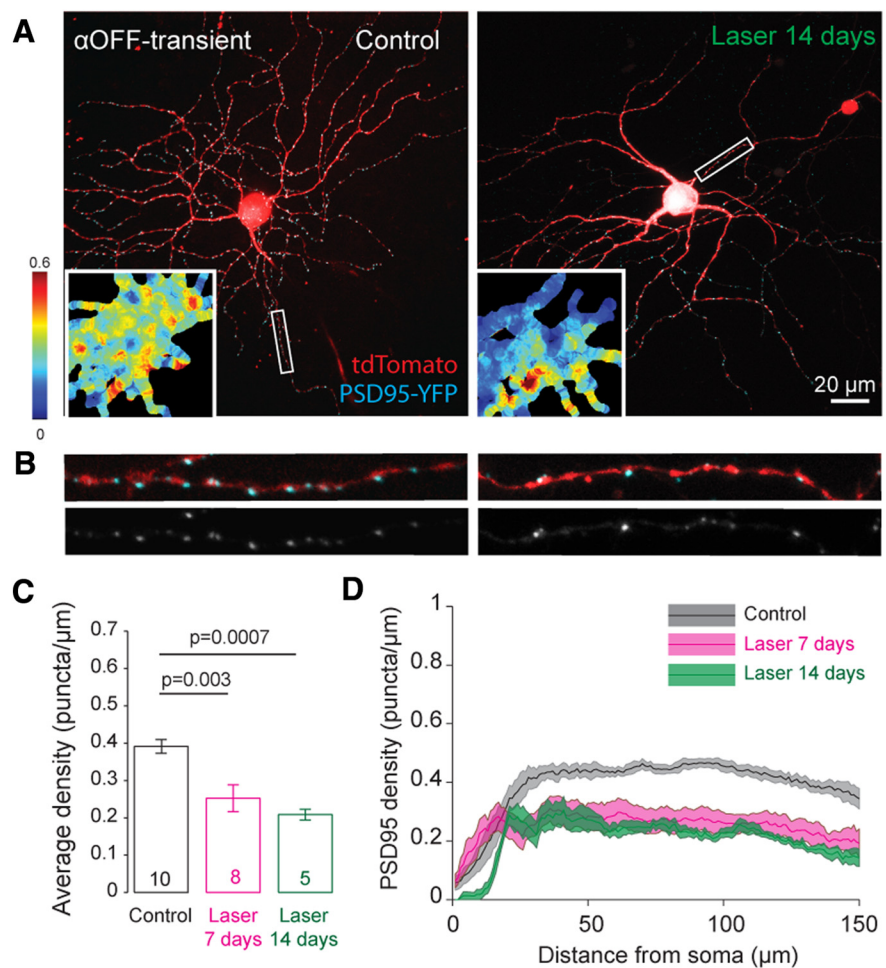 A
αOFF-transient
Control
Laser 14 days
0.6
0
tdTomato
PSD95-YFP
20 µm
B
C
Average density (puncta/µm)
0.7
0.6
0.5
0.4
0.3
0.2
0.1
0
p=0.0007
p=0.003
10
8
5
Control
Laser
7 days
Laser
14 days
D
PSD95 density (puncta/µm)
1
0.8
0.6
0.4
0.2
0
Control
Laser 7 days
Laser 14 days
0
50
100
150
Distance from soma (µm)